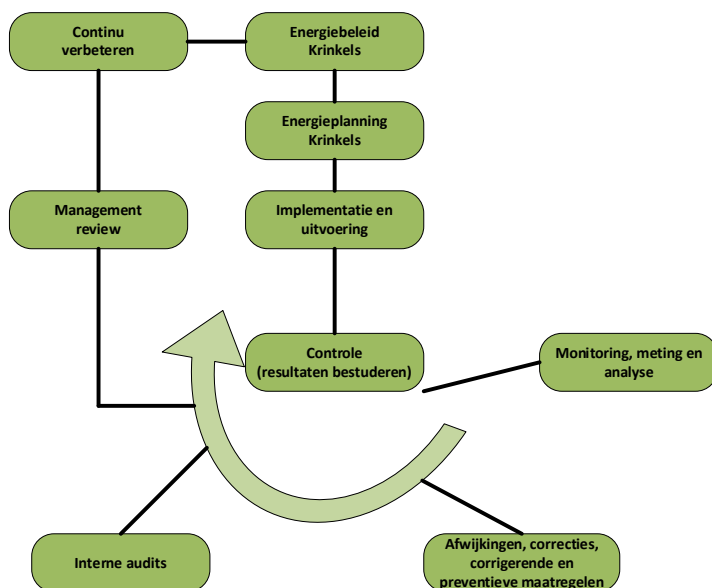 Continu
verbeteren
Energiebeleid
Krinkels
Energieplanning
Krinkels
Management
review
Implementatie en
uitvoering
Controle
(resultaten bestuderen)
Monitoring, meting en
analyse
Interne audits
Afwijkingen, correcties,
corrigerende en
preventieve maatregelen